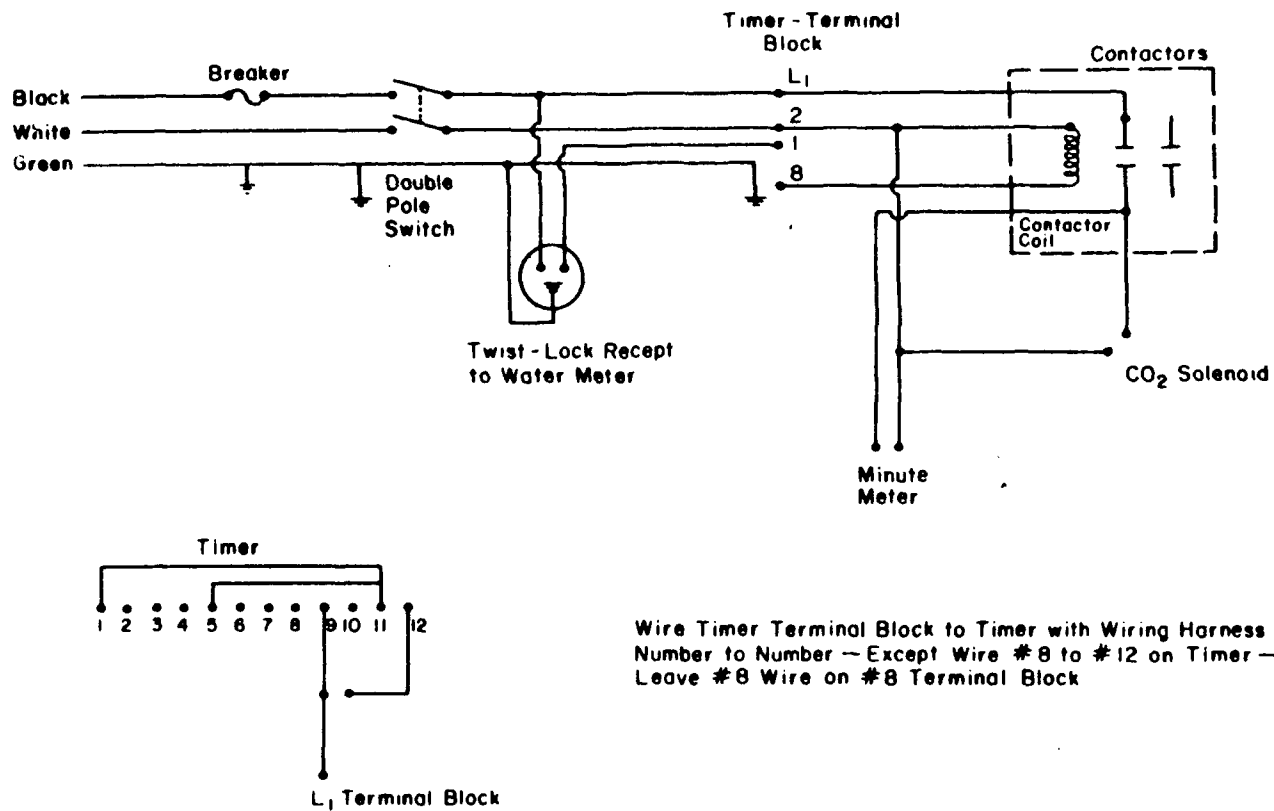 Timer - Terminal
Block
Contactors
Breaker
L1
Black
2
White
1
Green
8
Double
Pole
Switch
Contactor
Coil
Twist - Lock Recept
to Water Meter
CO2 Solenoid
Minute
Meter
Timer
1 2 3 4 5 6 7 8 9 10 11 12
Wire Timer Terminal Block to Timer with Wiring Harness
Number to Number — Except Wire #8 to #12 on Timer —
Leave #8 Wire on #8 Terminal Block
L1 Terminal Block